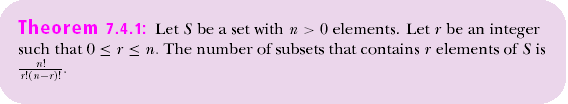 Theorem 7.4.1: Let S be a set with n > 0 elements. Let r be an integer
such that 0 ≤ r ≤ n. The number of subsets that contains r elements of S is
n!/r!(n−r)!.